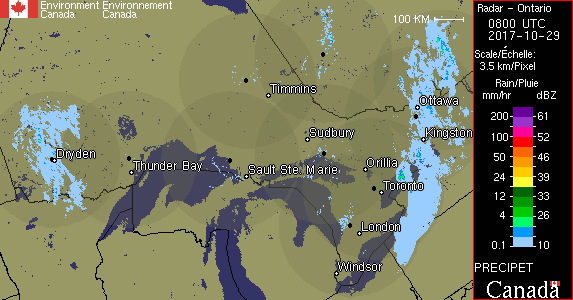 Environment Environnement
Canada Canada
100 KM
Timmins
Ottawa
Sudbury
Kingston
Dryden
Thunder Bay
Sault Ste. Marie
Orillia
Toronto
London
Windsor
Radar - Ontario
0800 UTC
2017-10-29
Scale/Échelle:
3.5 km/Pixel
Rain/Pluie
mm/hr dBZ
200 61
100 52
50 46
24 39
12 33
4 26
1 20
0.1 10
PRECIPET
Canada